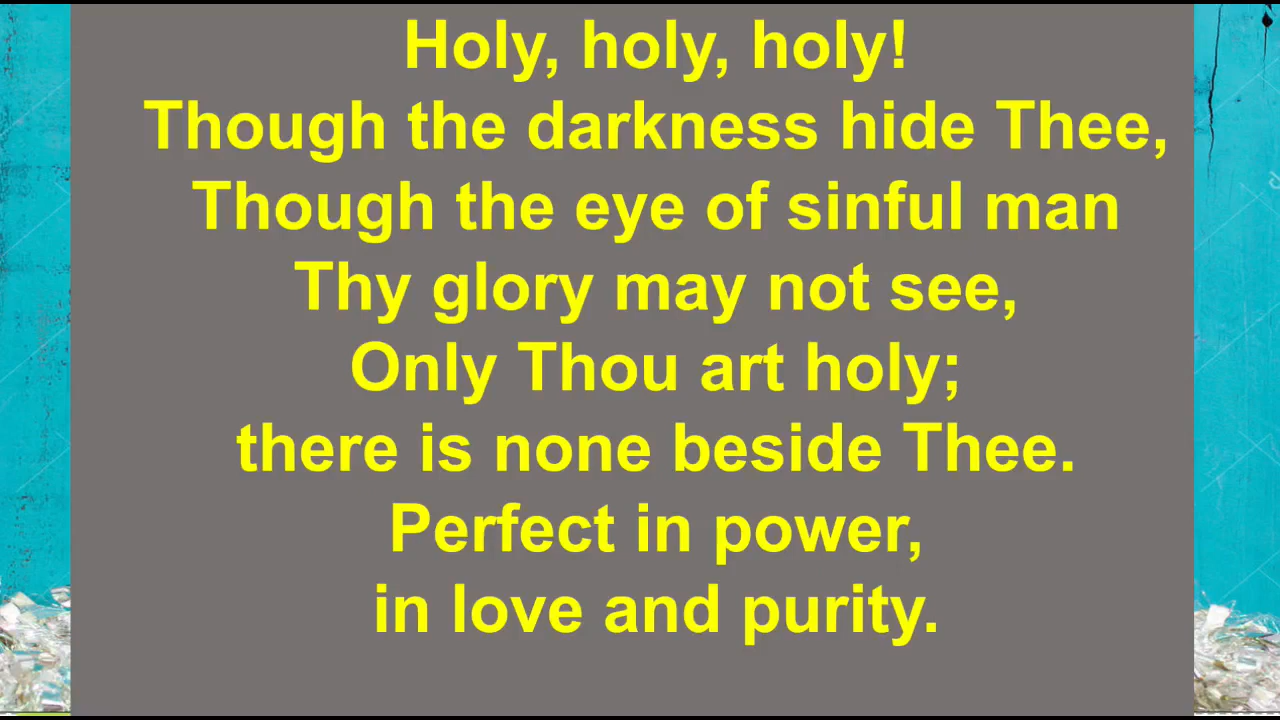 Holy, holy, holy!
Though the darkness hide Thee,
Though the eye of sinful man
Thy glory may not see,
Only Thou art holy;
there is none beside Thee.
Perfect in power,
in love and purity.